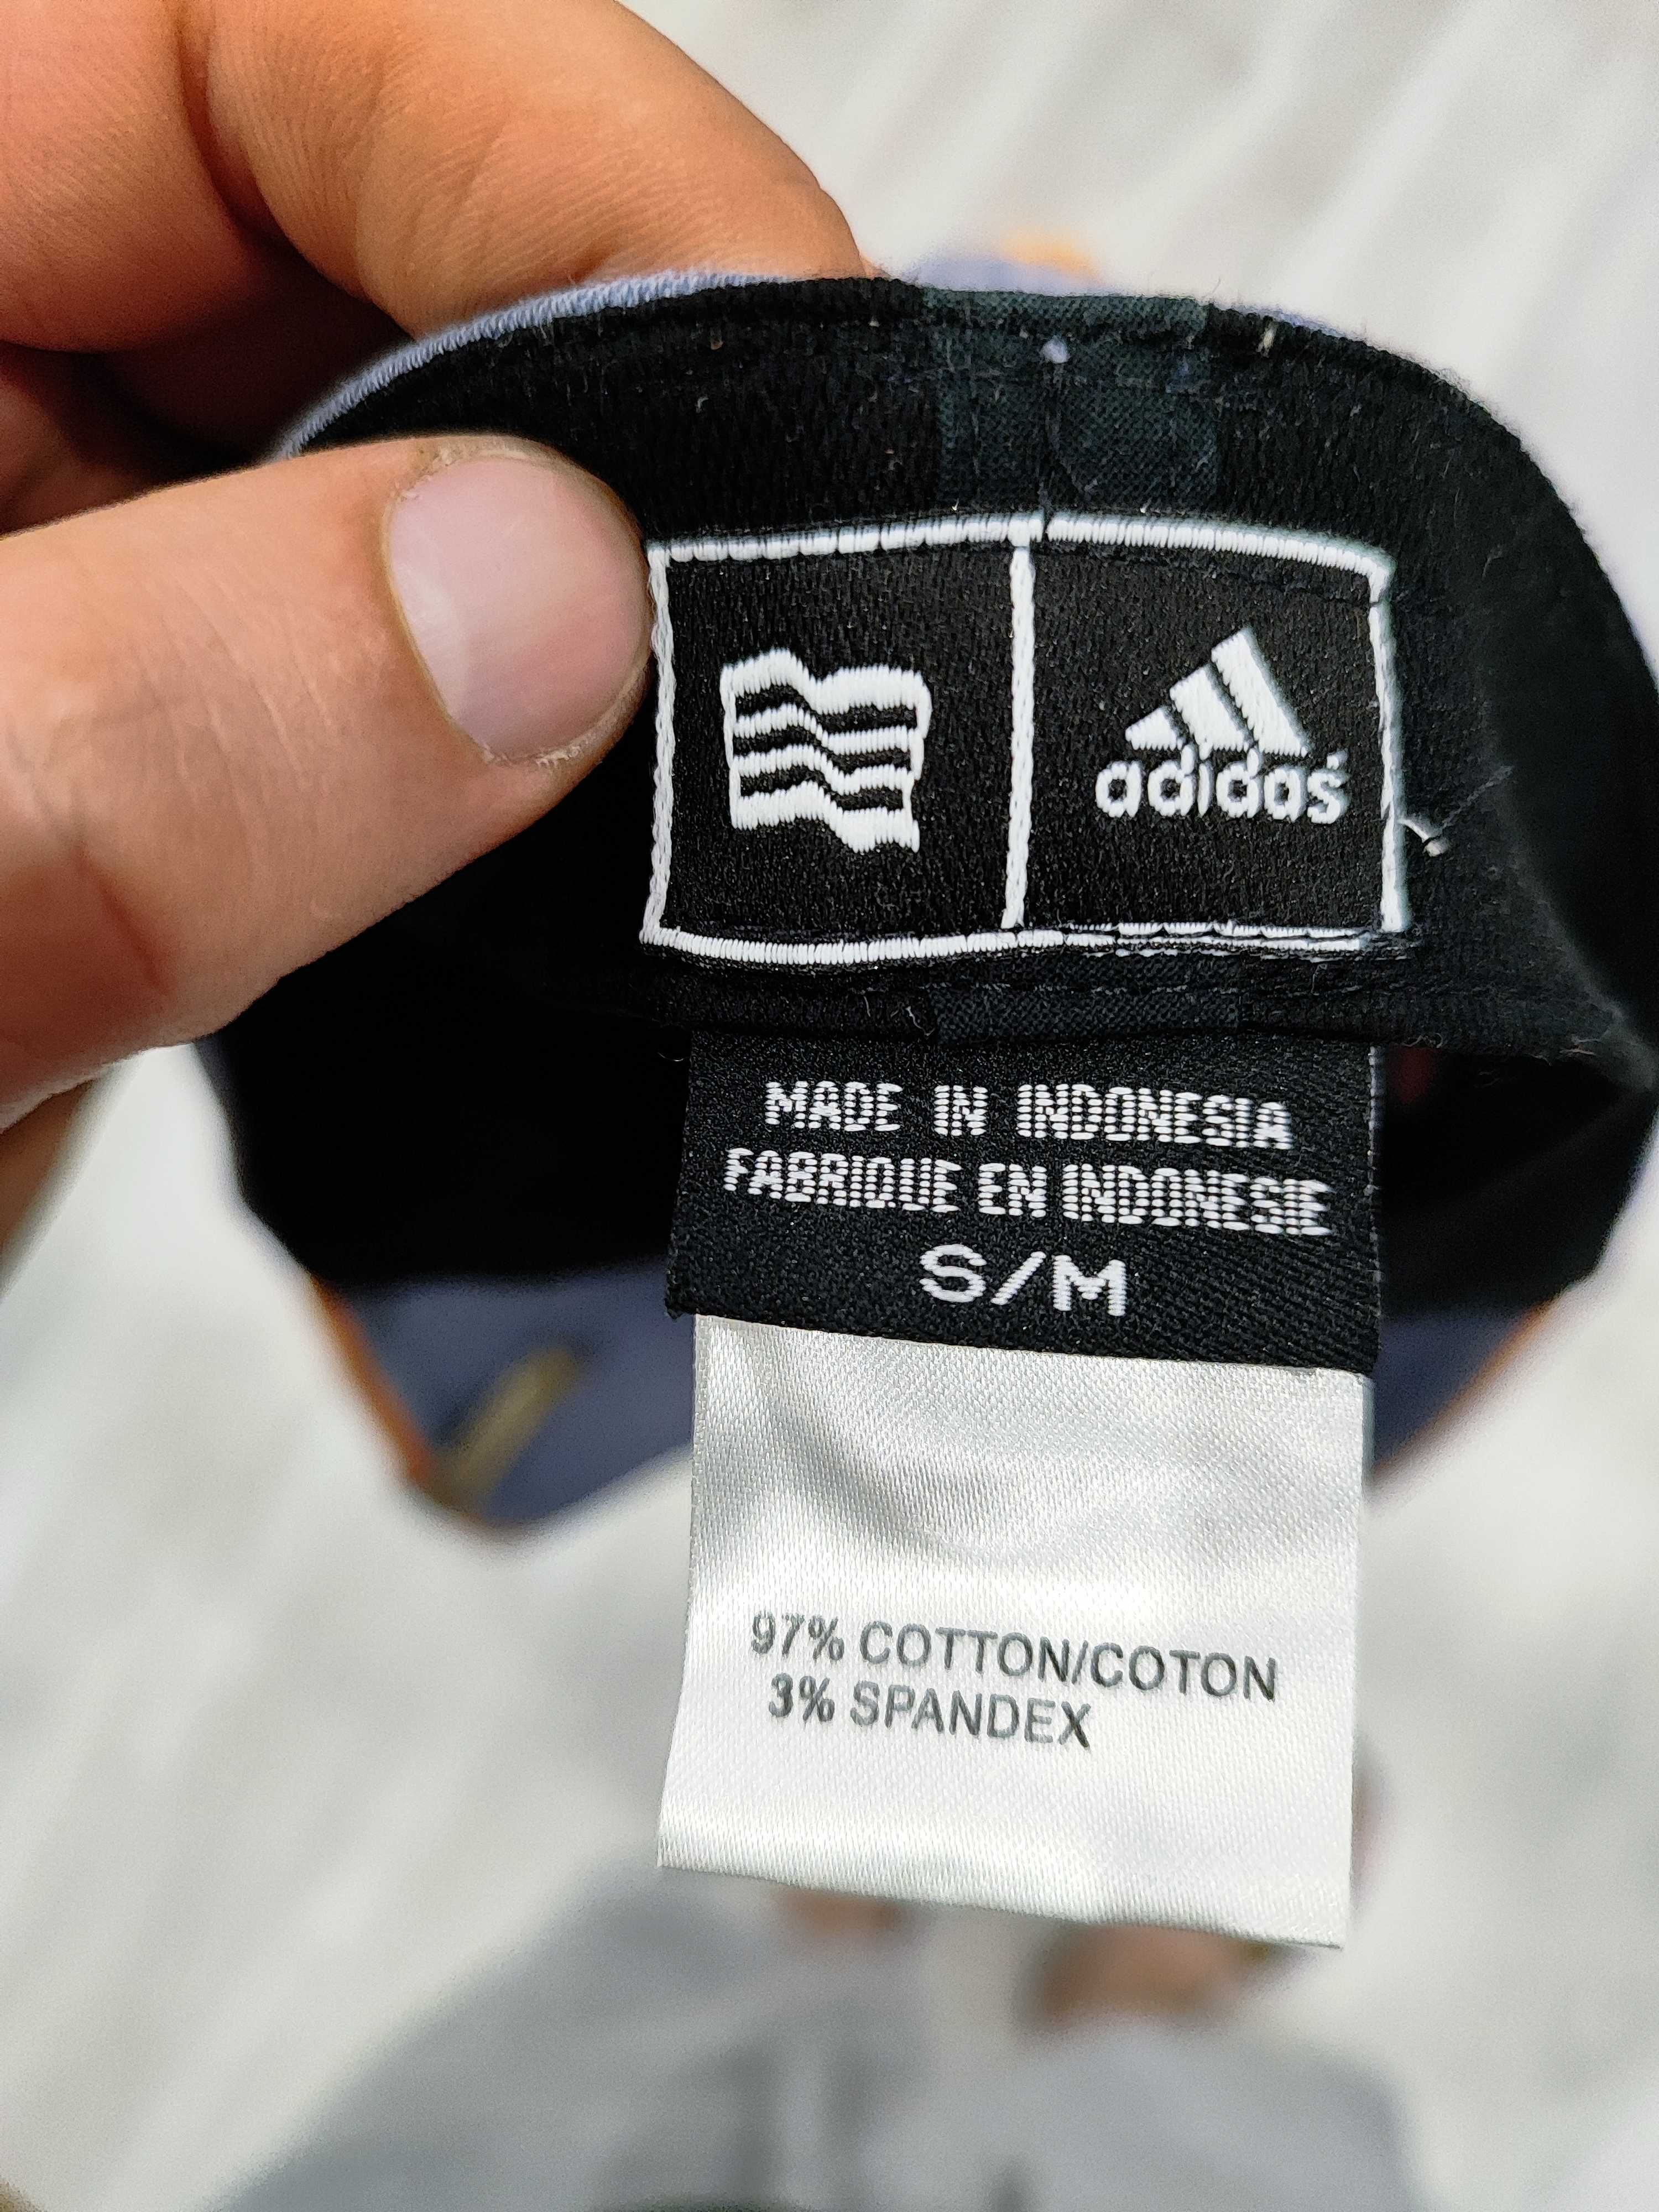 adidas
MADE IN INDONESIA
FABRIQUE EN INDONESIE
S/M
97% COTTON/COTON
3% SPANDEX